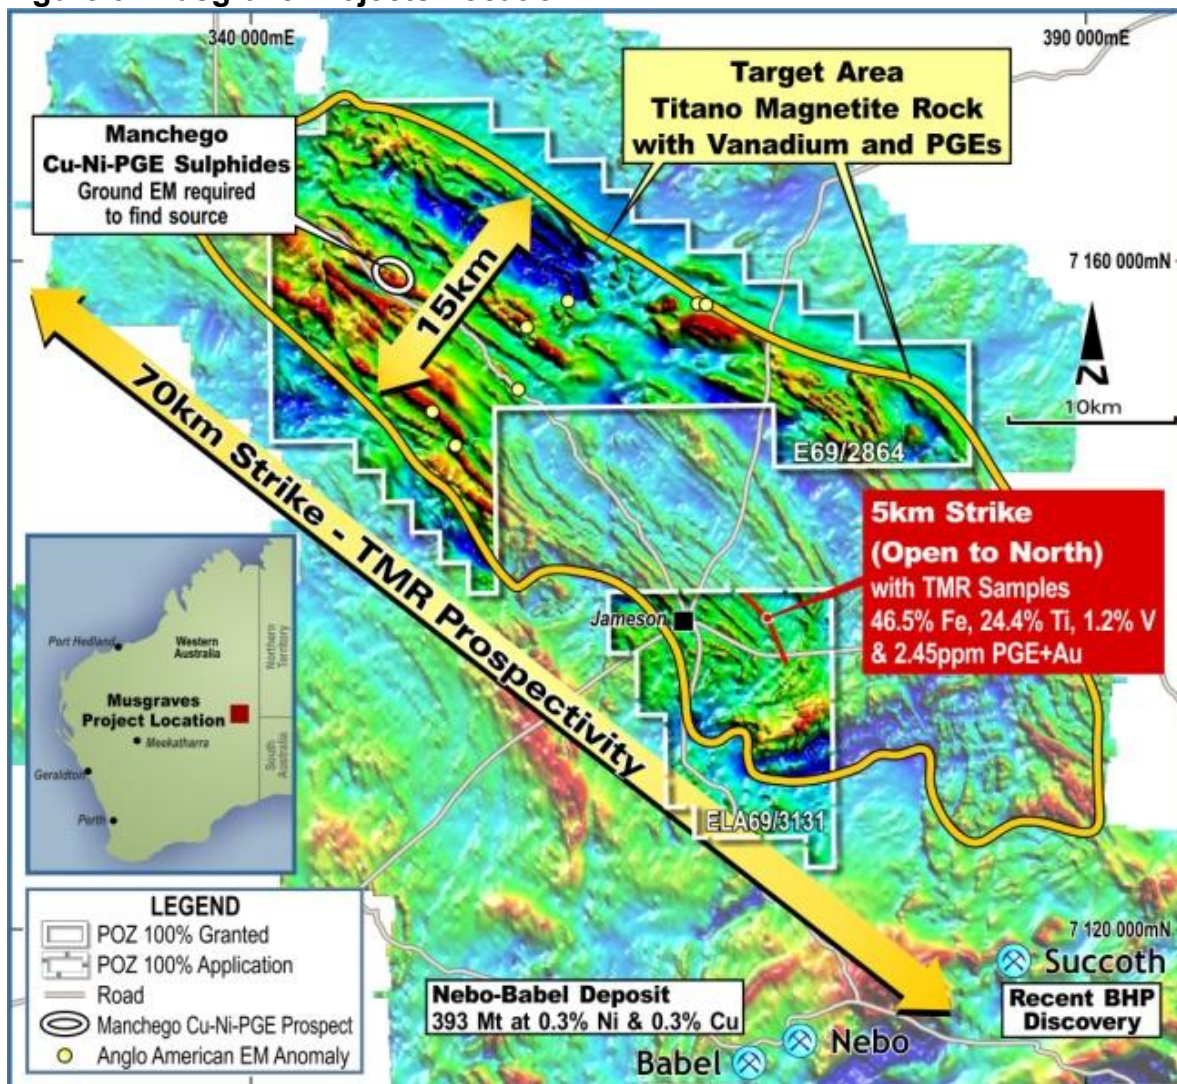 340 000mE
390 000mE
Target Area
Titano Magnetite Rock
with Vanadium and PGEs
Manchego
Cu-Ni-PGE Sulphides
Ground EM required
to find source
7 160 000mN
15km
N
10km
70km Strike - TMR Prospectivity
E69/2864
5km Strike
(Open to North)
with TMR Samples
46.5% Fe, 24.4% Ti, 1.2% V
& 2.45ppm PGE+Au
Jameson
Port Hedland
Western
Australia
Northern
Territory
Musgraves
Project Location
Meekatharra
South
Australia
Geraldton
Perth
ELA69/3131
LEGEND
POZ 100% Granted
POZ 100% Application
Road
Manchego Cu-Ni-PGE Prospect
Anglo American EM Anomaly
7 120 000mN
Succoth
Recent BHP
Discovery
Nebo-Babel Deposit
393 Mt at 0.3% Ni & 0.3% Cu
Nebo
Babel